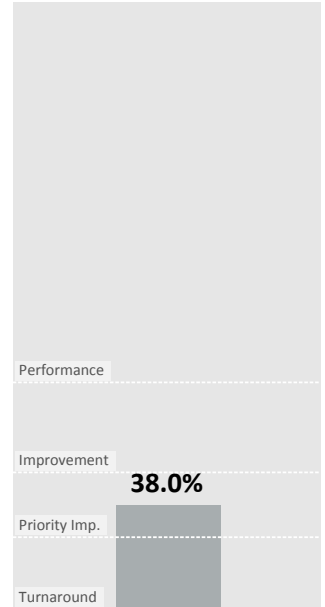 Performance
Improvement
38.0%
Priority Imp.
Turnaround